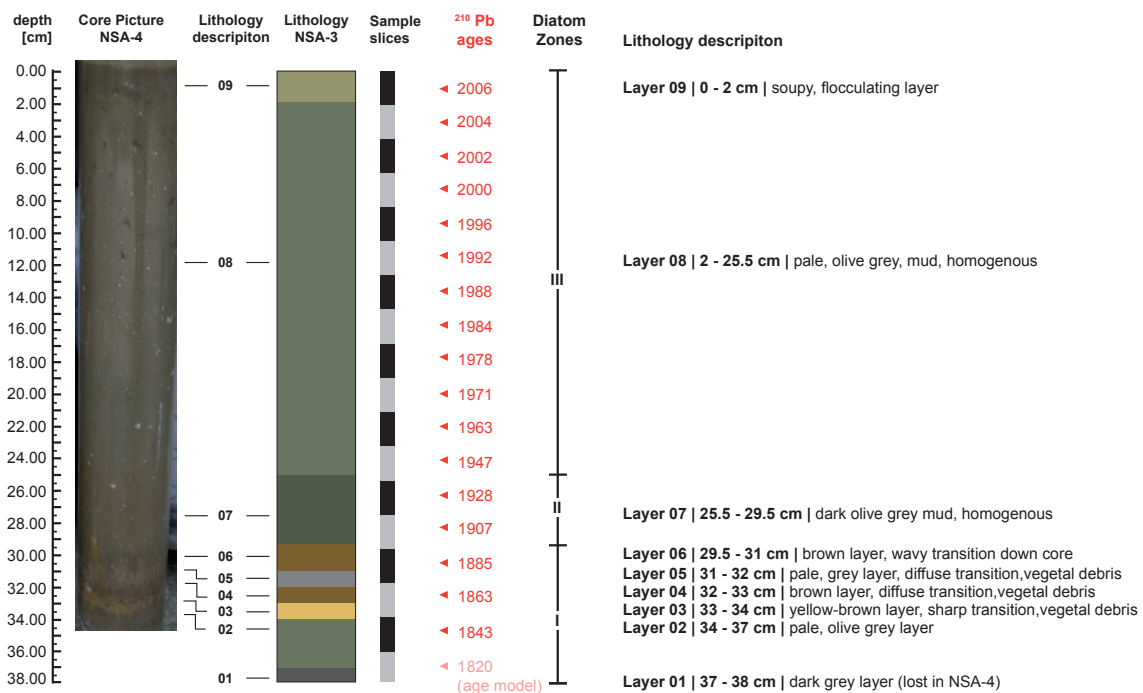 depth
[cm]
Core Picture
NSA-4
Lithology
descripiton
Lithology
NSA-3
Sample
slices
²¹⁰ Pb
ages
Diatom
Zones
Lithology descripiton
0.00
2.00
4.00
6.00
8.00
10.00
12.00
14.00
16.00
18.00
20.00
22.00
24.00
26.00
28.00
30.00
32.00
34.00
36.00
38.00
09
08
07
06
05
04
03
02
01
2006
2004
2002
2000
1996
1992
1988
1984
1978
1971
1963
1947
1928
1907
1885
1863
1843
1820
(age model)
III
II
I
Layer 09 | 0 - 2 cm | soupy, flocculating layer
Layer 08 | 2 - 25.5 cm | pale, olive grey, mud, homogenous
Layer 07 | 25.5 - 29.5 cm | dark olive grey mud, homogenous
Layer 06 | 29.5 - 31 cm | brown layer, wavy transition down core
Layer 05 | 31 - 32 cm | pale, grey layer, diffuse transition,vegetal debris
Layer 04 | 32 - 33 cm | brown layer, diffuse transition,vegetal debris
Layer 03 | 33 - 34 cm | yellow-brown layer, sharp transition,vegetal debris
Layer 02 | 34 - 37 cm | pale, olive grey layer
Layer 01 | 37 - 38 cm | dark grey layer (lost in NSA-4)